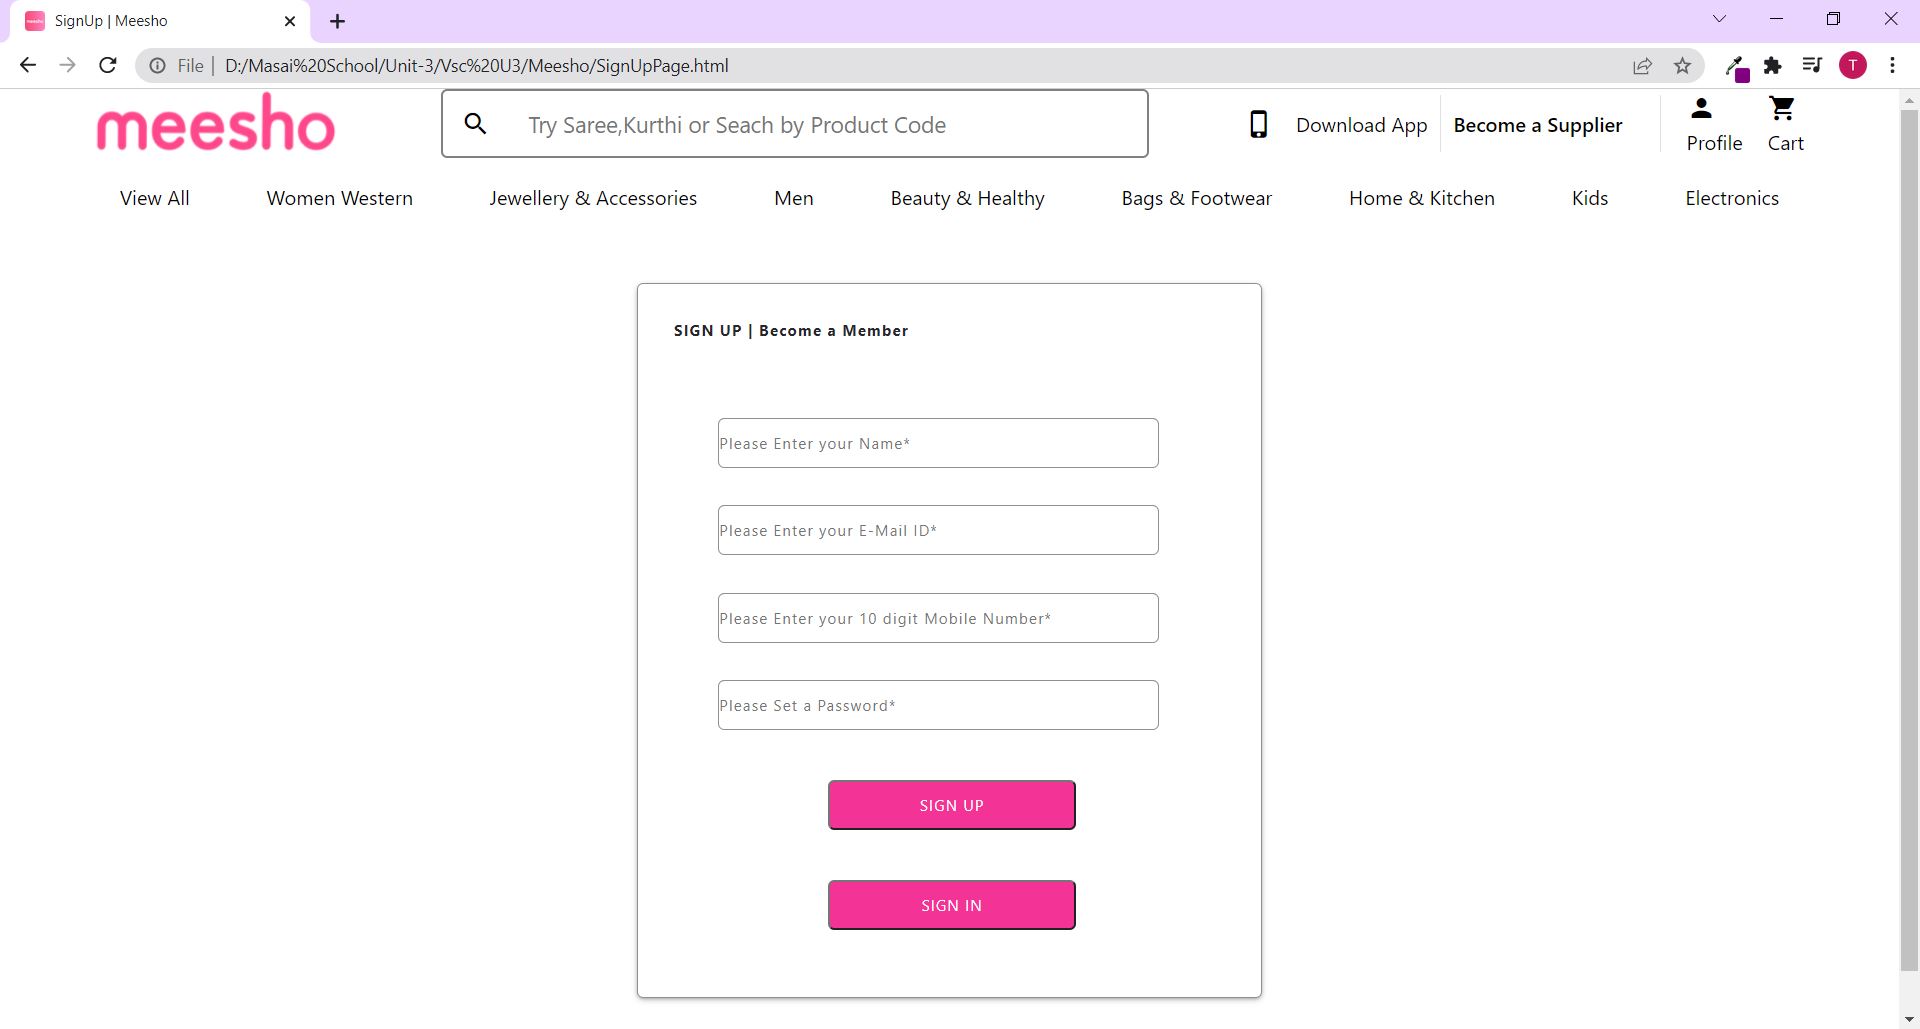 SignUp | Meesho
File | D:/Masai%20School/Unit-3/Vsc%20U3/Meesho/SignUpPage.html
T
meesho
Try Saree,Kurthi or Seach by Product Code
Download App
Become a Supplier
Profile
Cart
View All Women Western Jewellery & Accessories Men Beauty & Healthy Bags & Footwear Home & Kitchen Kids Electronics
SIGN UP | Become a Member
Please Enter your Name*
Please Enter your E-Mail ID*
Please Enter your 10 digit Mobile Number*
Please Set a Password*
SIGN UP
SIGN IN